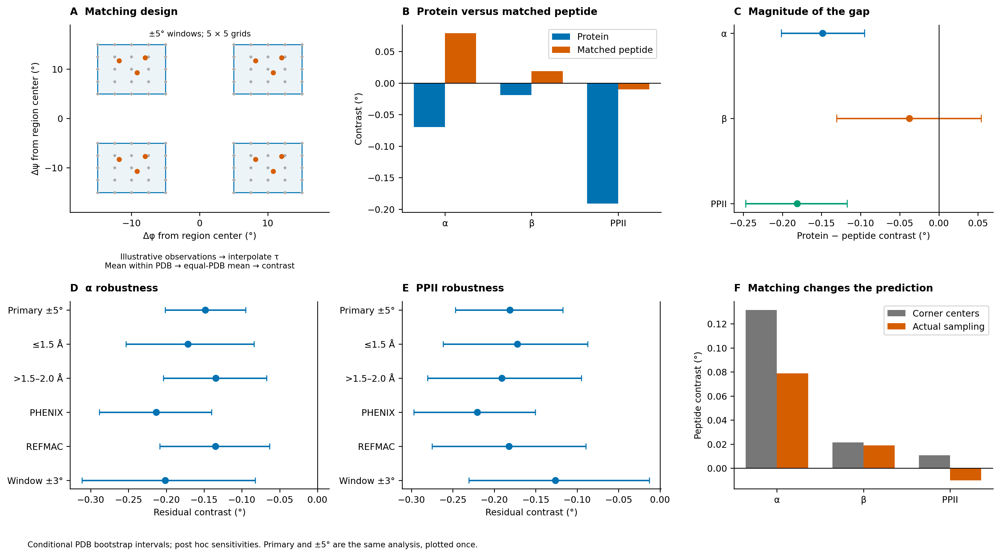 A  Matching design
±5° windows; 5 × 5 grids
Δψ from region center (°)
10
0
−10
−10
0
10
Δφ from region center (°)
Illustrative observations → interpolate τ
Mean within PDB → equal-PDB mean → contrast
B  Protein versus matched peptide
Protein
Matched peptide
Contrast (°)
0.05
0.00
−0.05
−0.10
−0.15
−0.20
α
β
PPII
C  Magnitude of the gap
α
β
PPII
−0.25
−0.20
−0.15
−0.10
−0.05
0.00
0.05
Protein − peptide contrast (°)
D  α robustness
Primary ±5°
≤1.5 Å
>1.5–2.0 Å
PHENIX
REFMAC
Window ±3°
−0.30
−0.25
−0.20
−0.15
−0.10
−0.05
0.00
Residual contrast (°)
E  PPII robustness
Primary ±5°
≤1.5 Å
>1.5–2.0 Å
PHENIX
REFMAC
Window ±3°
−0.30
−0.25
−0.20
−0.15
−0.10
−0.05
0.00
Residual contrast (°)
F  Matching changes the prediction
Corner centers
Actual sampling
Peptide contrast (°)
0.12
0.10
0.08
0.06
0.04
0.02
0.00
α
β
PPII
Conditional PDB bootstrap intervals; post hoc sensitivities. Primary and ±5° are the same analysis, plotted once.